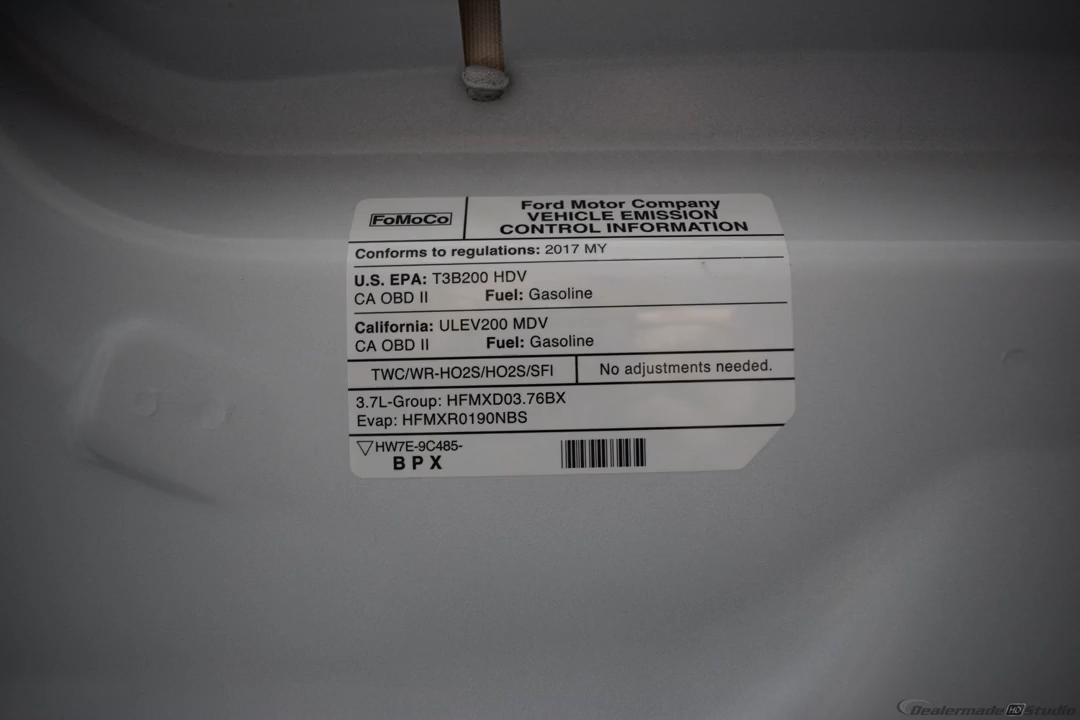 FoMoCo
Ford Motor Company
VEHICLE EMISSION
CONTROL INFORMATION
Conforms to regulations: 2017 MY
U.S. EPA: T3B200 HDV
CA OBD II Fuel: Gasoline
California: ULEV200 MDV
CA OBD II Fuel: Gasoline
TWC/WR-HO2S/HO2S/SFI No adjustments needed.
3.7L-Group: HFMXD03.76BX
Evap: HFMXR0190NBS
HW7E-9C485-
BPX
Dealermade HD Studio